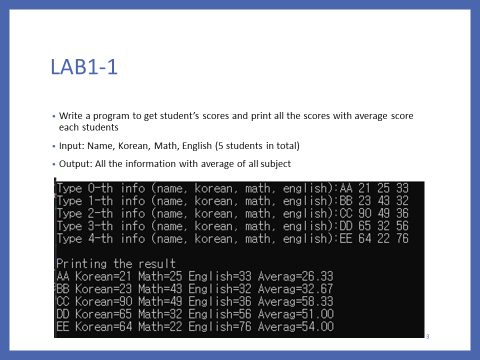 LAB1-1
• Write a program to get student's scores and print all the scores with average score
each students
• Input: Name, Korean, Math, English (5 students in total)
• Output: All the information with average of all subject
Type 0-th info (name, korean, math, english):AA 21 25 33
Type 1-th info (name, korean, math, english):BB 23 43 32
Type 2-th info (name, korean, math, english):CC 90 49 36
Type 3-th info (name, korean, math, english):DD 65 32 56
Type 4-th info (name, korean, math, english):EE 64 22 76
Printing the result
AA Korean=21 Math=25 English=33 Averag=26.33
BB Korean=23 Math=43 English=32 Averag=32.67
CC Korean=90 Math=49 English=36 Averag=58.33
DD Korean=65 Math=32 English=56 Averag=51.00
EE Korean=64 Math=22 English=76 Averag=54.00
3